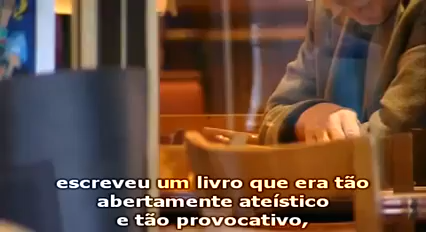 escreveu um livro que era tão
abertamente ateístico
e tão provocativo,